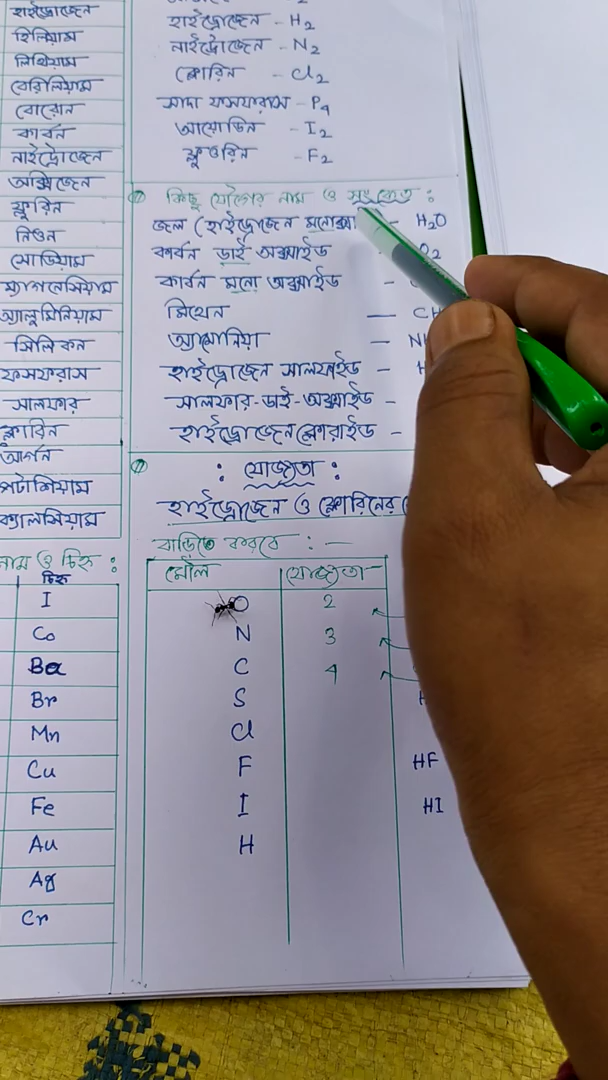 হাইড্রোজেন
হিলিয়াম
লিথিয়াম
বেরিলিয়াম
বোরন
কার্বন
নাইট্রোজেন
অক্সিজেন
ফ্লুরিন
নিওন
সোডিয়াম
ম্যাগনেসিয়াম
অ্যালুমিনিয়াম
সিলিকন
ফসফরাস
সালফার
ক্লোরিন
আর্গন
পটাশিয়াম
ক্যালসিয়াম
নাম ও চিহ্ন :
চিহ্ন
I
Co
Ba
Br
Mn
Cu
Fe
Au
Ag
Cr
হাইড্রোজেন - H2
নাইট্রোজেন - N2
ক্লোরিন - Cl2
সাদা ফসফরাস - P4
আয়োডিন - I2
ফ্লুওরিন - F2
কিছু যৌগের নাম ও সংকেত :
জল (হাইড্রোজেন - H2O
কার্বন ডাই অক্সাইড O2
কার্বন মনো অক্সাইড -
মিথেন — CH
অ্যামোনিয়া —
হাইড্রোজেন সালফাইড -
সালফার-ডাই-অক্সাইড -
হাইড্রোজেন ক্লোরাইড -
: যোজ্যতা :
হাইড্রোজেন ও ক্লোরিনের
বাড়িতে করবে : —
মৌল যোজ্যতা
O 2
N 3
C 4
S
Cl
F HF
I HI
H